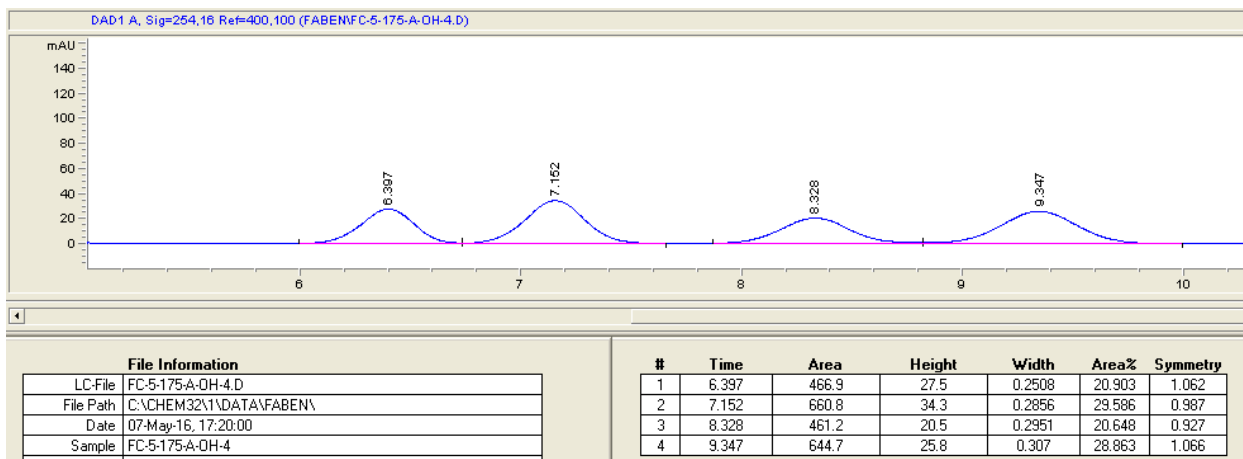 DAD1 A, Sig=254,16 Ref=400,100 (FABEN\FC-5-175-A-OH-4.D)
mAU
140
120
100
80
60
40
20
0
6.397
7.152
8.328
9.347
6 7 8 9 10
File Information
LC-File FC-5-175-A-OH-4.D
File Path C:\CHEM32\1\DATA\FABEN\
Date 07-May-16, 17:20:00
Sample FC-5-175-A-OH-4
# Time Area Height Width Area% Symmetry
1 6.397 466.9 27.5 0.2508 20.903 1.062
2 7.152 660.8 34.3 0.2856 29.586 0.987
3 8.328 461.2 20.5 0.2951 20.648 0.927
4 9.347 644.7 25.8 0.307 28.863 1.066